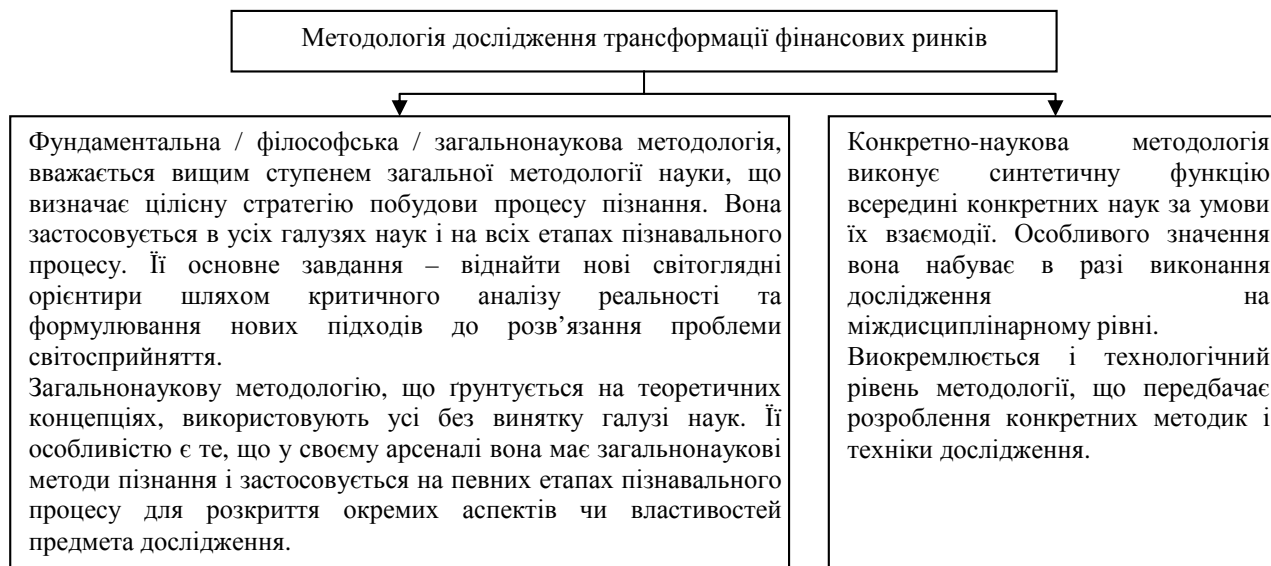 Методологія дослідження трансформації фінансових ринків
Фундаментальна / філософська / загальнонаукова методологія,
вважається вищим ступенем загальної методології науки, що
визначає цілісну стратегію побудови процесу пізнання. Вона
застосовується в усіх галузях наук і на всіх етапах пізнавального
процесу. Її основне завдання – віднайти нові світоглядні
орієнтири шляхом критичного аналізу реальності та
формулювання нових підходів до розв’язання проблеми
світосприйняття.
Загальнонаукову методологію, що ґрунтується на теоретичних
концепціях, використовують усі без винятку галузі наук. Її
особливістю є те, що у своєму арсеналі вона має загальнонаукові
методи пізнання і застосовується на певних етапах пізнавального
процесу для розкриття окремих аспектів чи властивостей
предмета дослідження.
Конкретно-наукова методологія
виконує синтетичну функцію
всередині конкретних наук за умови
їх взаємодії. Особливого значення
вона набуває в разі виконання
дослідження на
міждисциплінарному рівні.
Виокремлюється і технологічний
рівень методології, що передбачає
розроблення конкретних методик і
техніки дослідження.